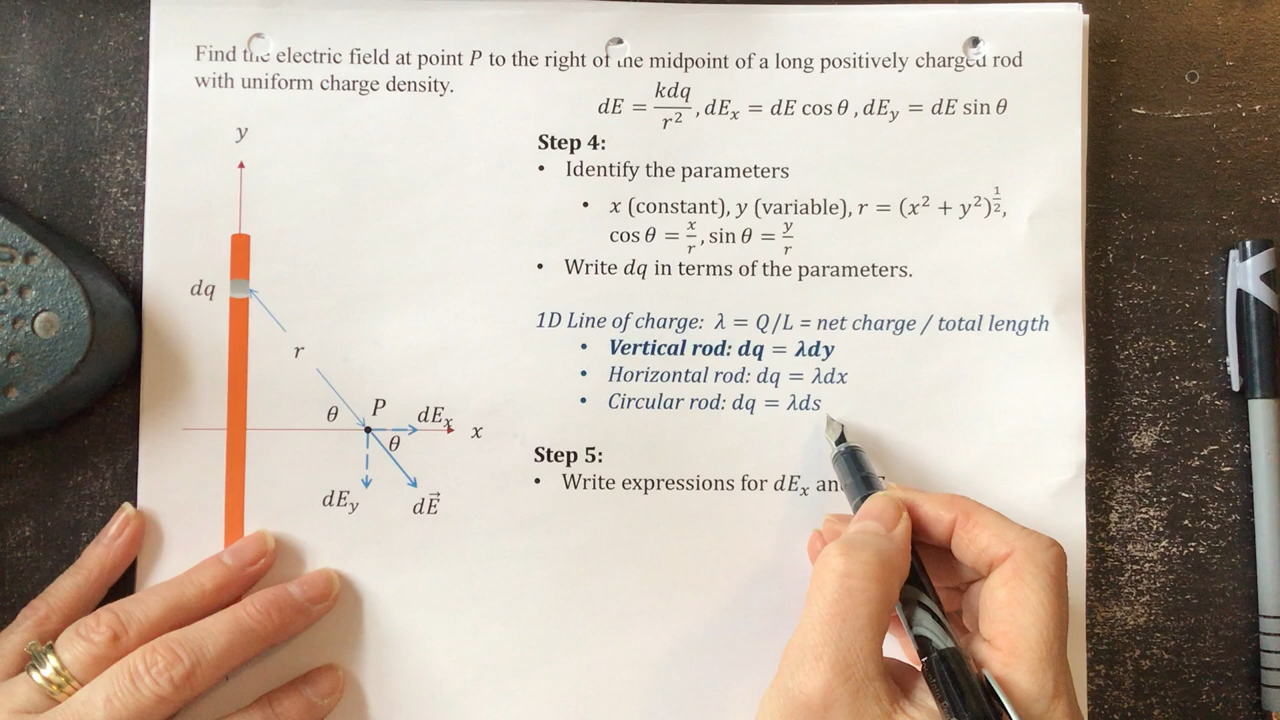 Find the electric field at point P to the right of the midpoint of a long positively charged rod
with uniform charge density.
dE = kdq/r², dEₓ = dE cos θ, dE_y = dE sin θ
Step 4:
• Identify the parameters
• x (constant), y (variable), r = (x² + y²)^(1/2),
cos θ = x/r, sin θ = y/r
• Write dq in terms of the parameters.
1D Line of charge: λ = Q/L = net charge / total length
• Vertical rod: dq = λdy
• Horizontal rod: dq = λdx
• Circular rod: dq = λds
Step 5:
• Write expressions for dEₓ
y
dq
r
θ
P
dEₓ
x
θ
dE_y
dE⃗